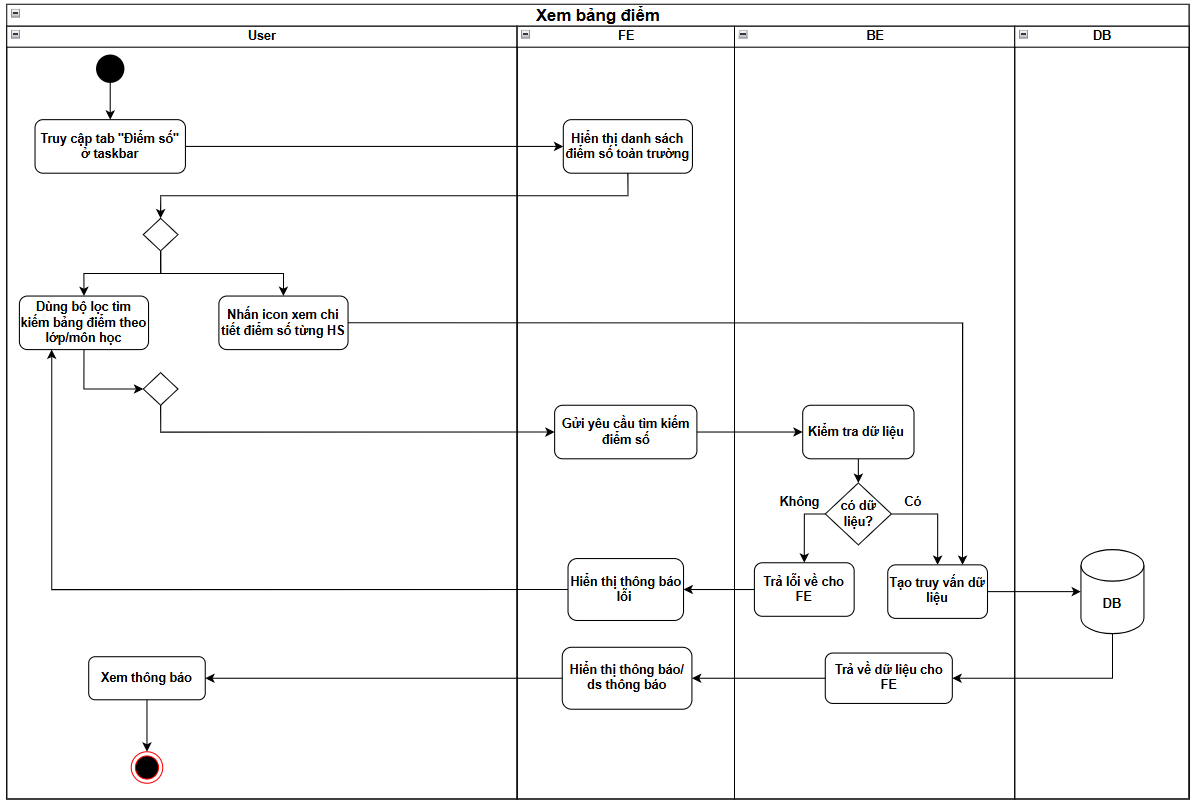 Xem bảng điểm
User
FE
BE
DB
Truy cập tab "Điểm số"
ở taskbar
Hiển thị danh sách
điểm số toàn trường
Dùng bộ lọc tìm
kiếm bảng điểm theo
lớp/môn học
Nhấn icon xem chi
tiết điểm số từng HS
Gửi yêu cầu tìm kiếm
điểm số
Kiểm tra dữ liệu
Không
có dữ
liệu?
Có
Hiển thị thông báo
lỗi
Trả lỗi về cho
FE
Tạo truy vấn dữ
liệu
DB
Xem thông báo
Hiển thị thông báo/
ds thông báo
Trả về dữ liệu cho
FE